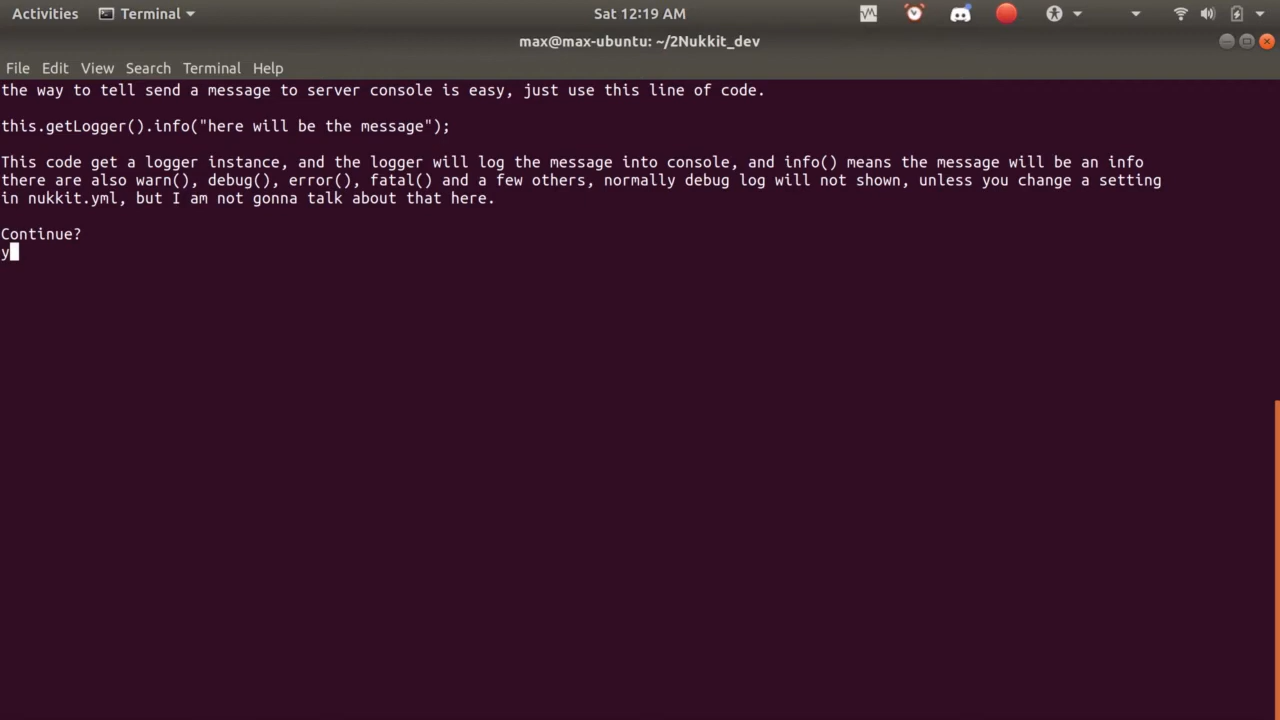 Activities Terminal Sat 12:19 AM
max@max-ubuntu: ~/2Nukkit_dev
File Edit View Search Terminal Help
the way to tell send a message to server console is easy, just use this line of code.
this.getLogger().info("here will be the message");
This code get a logger instance, and the logger will log the message into console, and info() means the message will be an info
there are also warn(), debug(), error(), fatal() and a few others, normally debug log will not shown, unless you change a setting
in nukkit.yml, but I am not gonna talk about that here.
Continue?
y